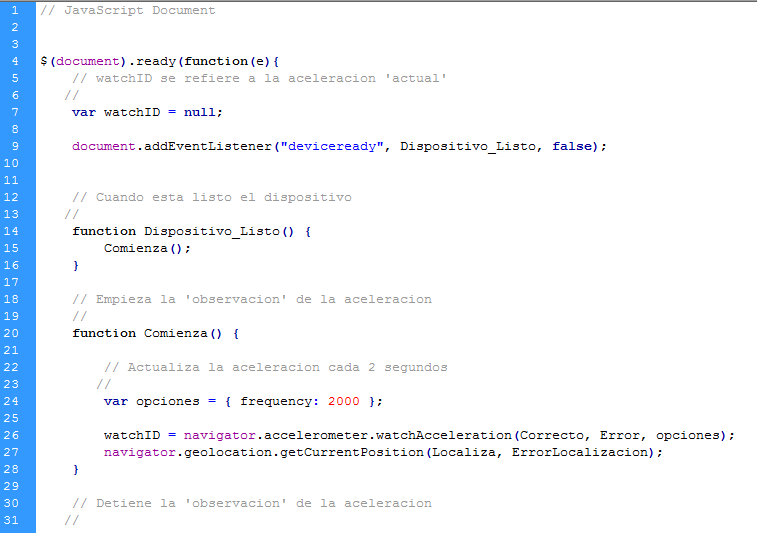 1 // JavaScript Document
2
3
4 $(document).ready(function(e){
5 // watchID se refiere a la aceleracion 'actual'
6 //
7 var watchID = null;
8
9 document.addEventListener("deviceready", Dispositivo_Listo, false);
10
11
12 // Cuando esta listo el dispositivo
13 //
14 function Dispositivo_Listo() {
15 Comienza();
16 }
17
18 // Empieza la 'observacion' de la aceleracion
19 //
20 function Comienza() {
21
22 // Actualiza la aceleracion cada 2 segundos
23 //
24 var opciones = { frequency: 2000 };
25
26 watchID = navigator.accelerometer.watchAcceleration(Correcto, Error, opciones);
27 navigator.geolocation.getCurrentPosition(Localiza, ErrorLocalizacion);
28 }
29
30 // Detiene la 'observacion' de la aceleracion
31 //